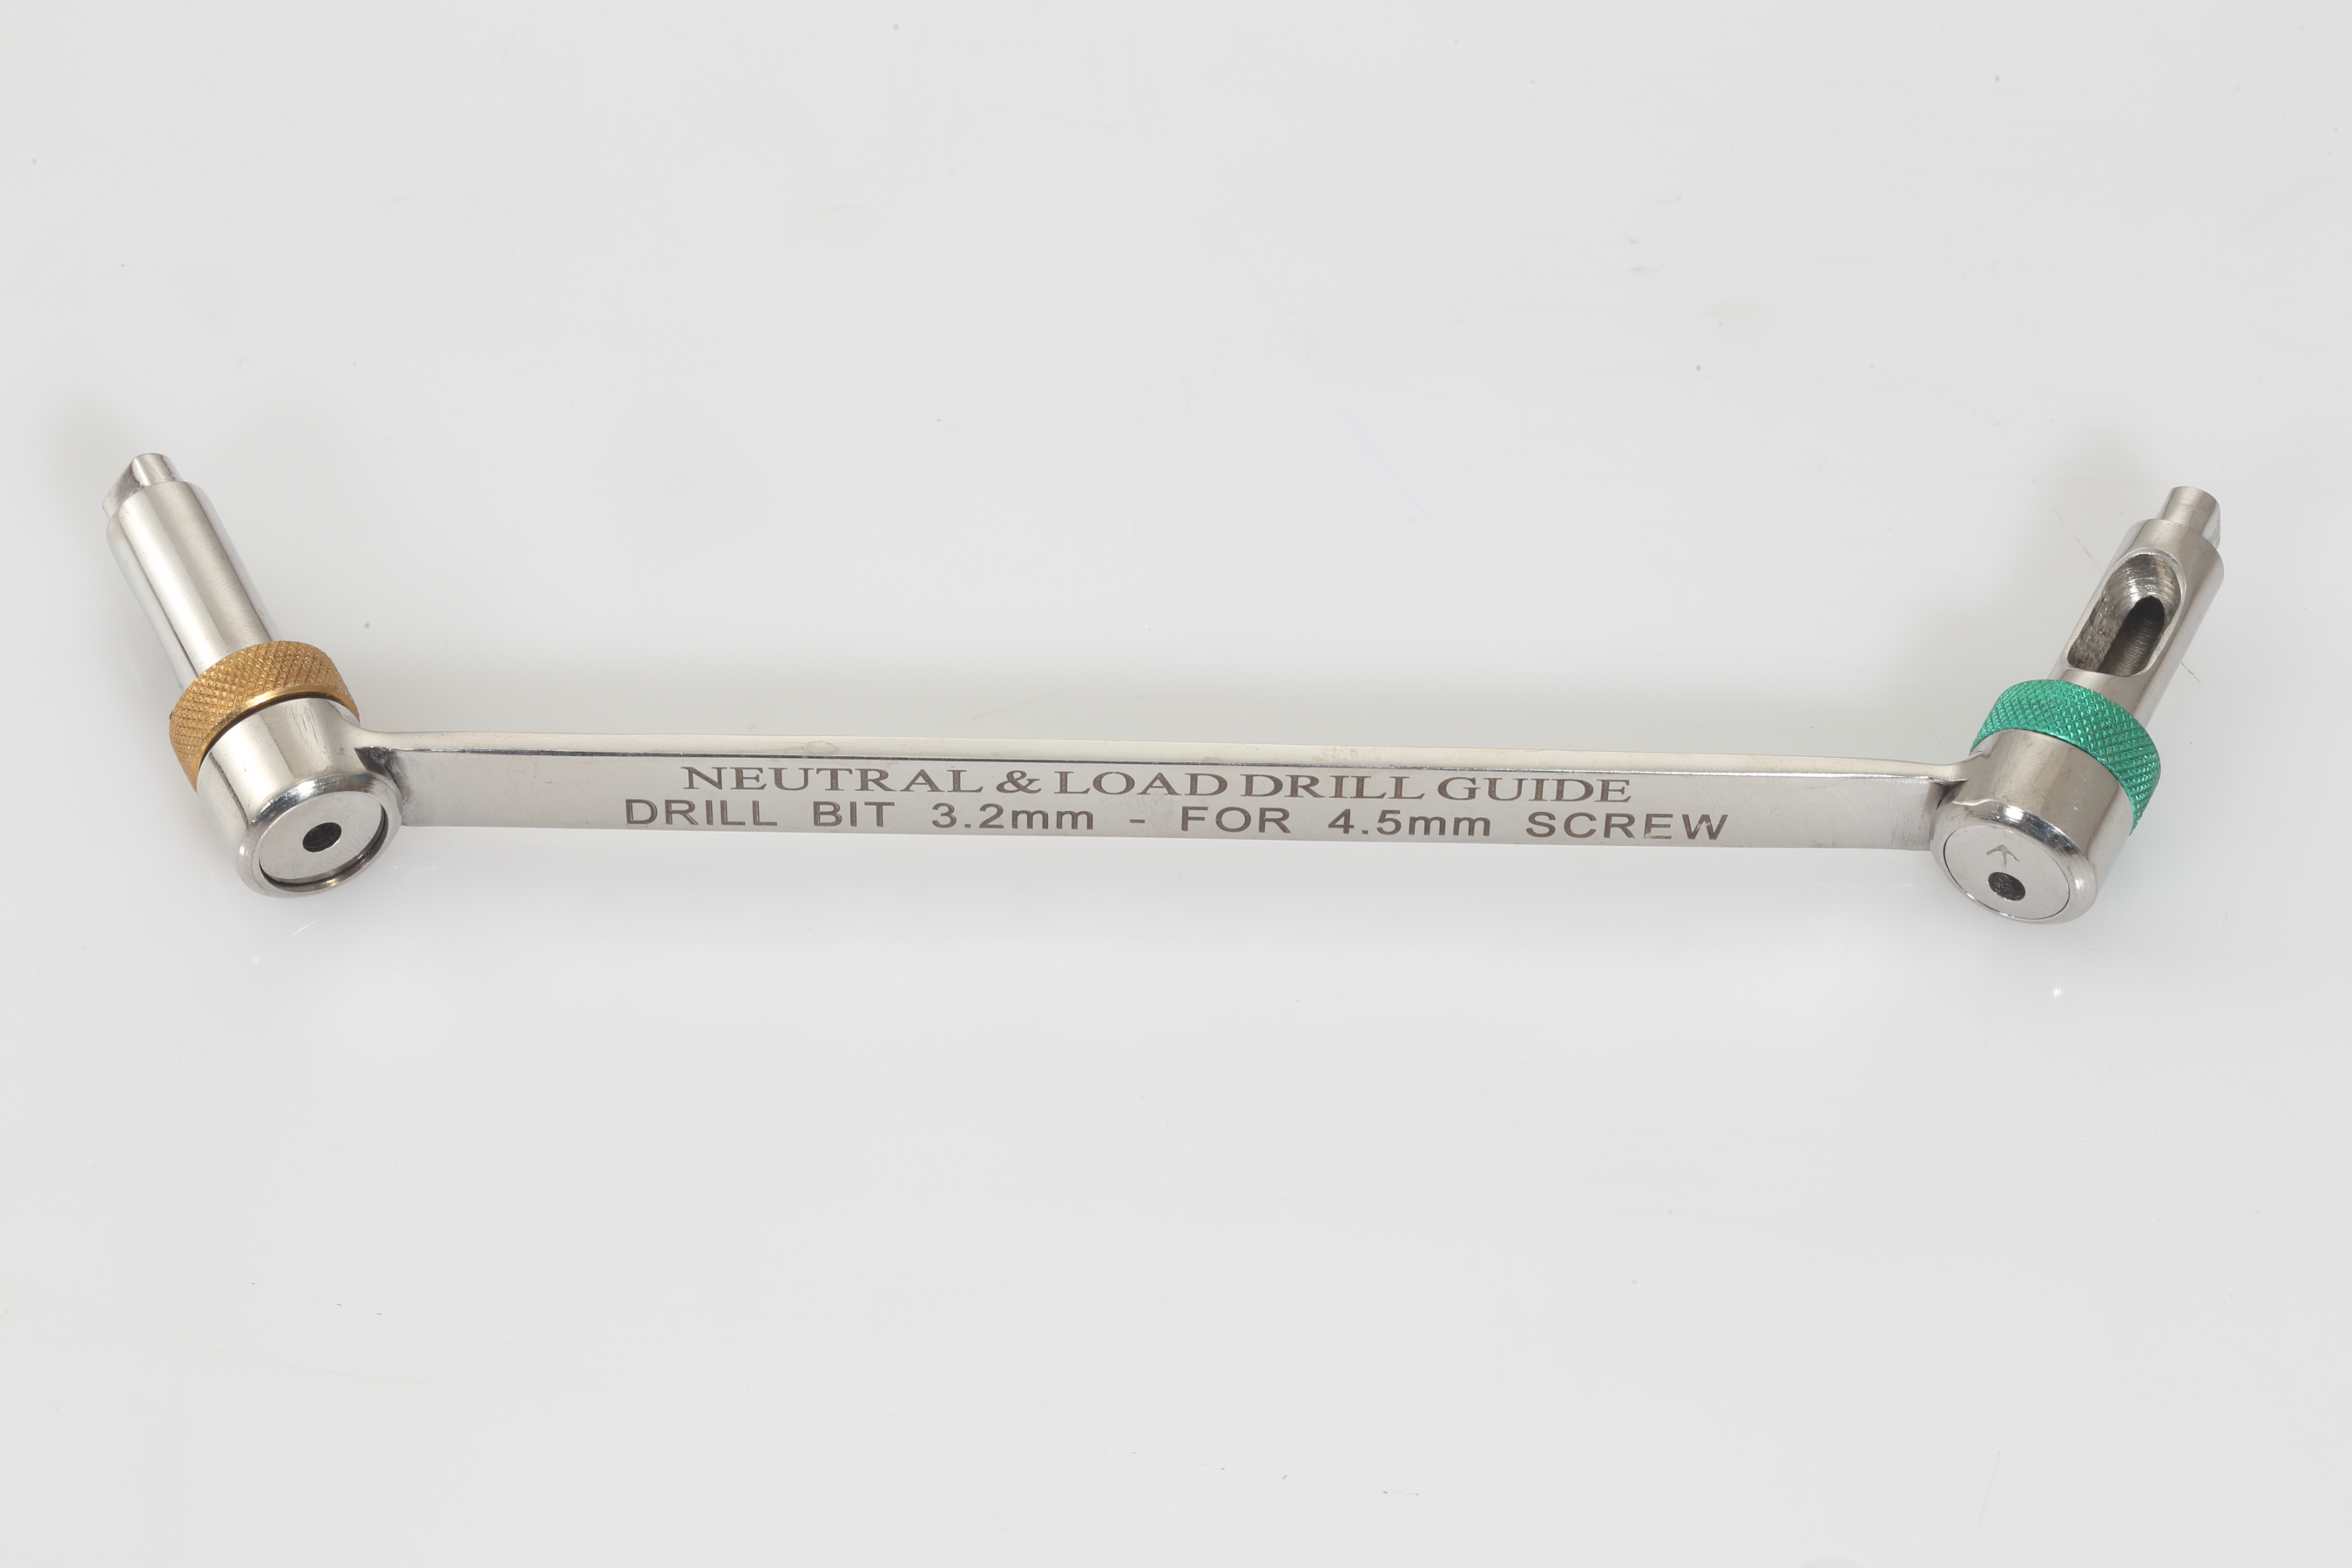 NEUTRAL & LOAD DRILL GUIDE
DRILL BIT 3.2mm - FOR 4.5mm SCREW